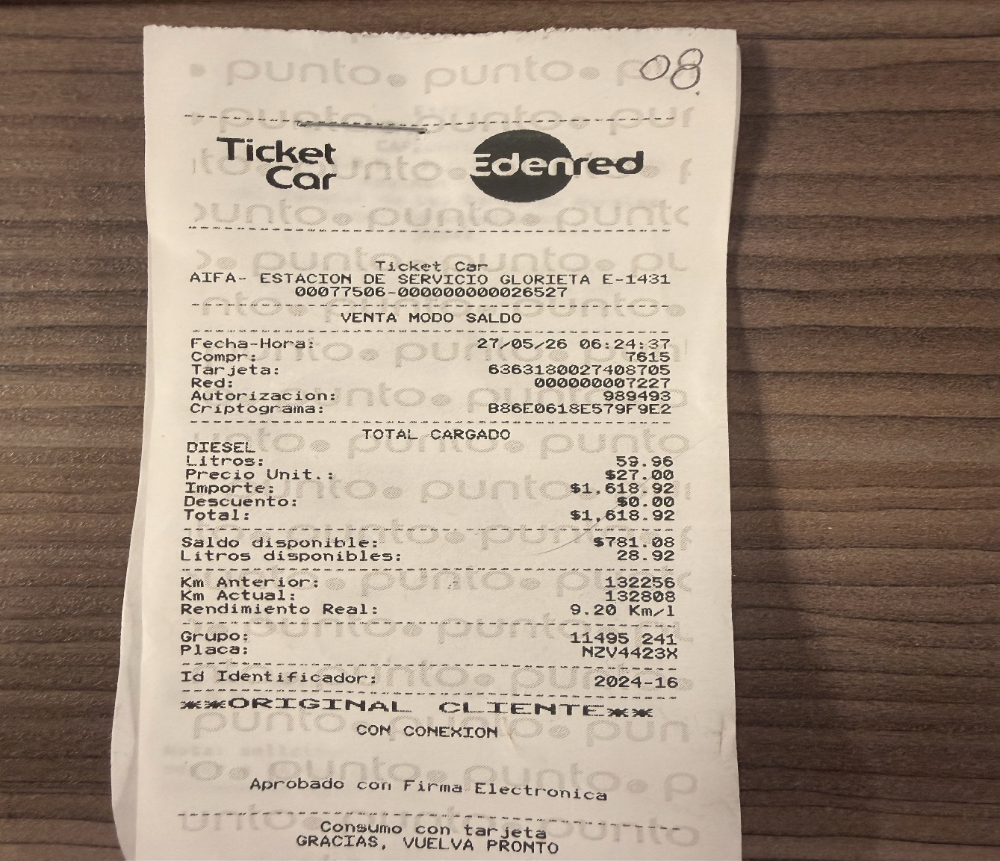 08.
Ticket Car
Edenred
Ticket Car
AIFA- ESTACION DE SERVICIO GLORIETA E-1431
00077506-000000000026527
VENTA MODO SALDO
Fecha-Hora: 27/05/26 06:24:37
Compr: 7615
Tarjeta: 6363180027408705
Red: 000000007227
Autorizacion: 989493
Criptograma: B86E0618E579F9E2
TOTAL CARGADO
DIESEL
Litros: 59.96
Precio Unit.: $27.00
Importe: $1,618.92
Descuento: $0.00
Total: $1,618.92
Saldo disponible: $781.08
Litros disponibles: 28.92
Km Anterior: 132256
Km Actual: 132808
Rendimiento Real: 9.20 Km/l
Grupo: 11495 241
Placa: NZV4423X
Id Identificador: 2024-16
**ORIGINAL CLIENTE**
CON CONEXION
Aprobado con Firma Electronica
Consumo con tarjeta
GRACIAS, VUELVA PRONTO